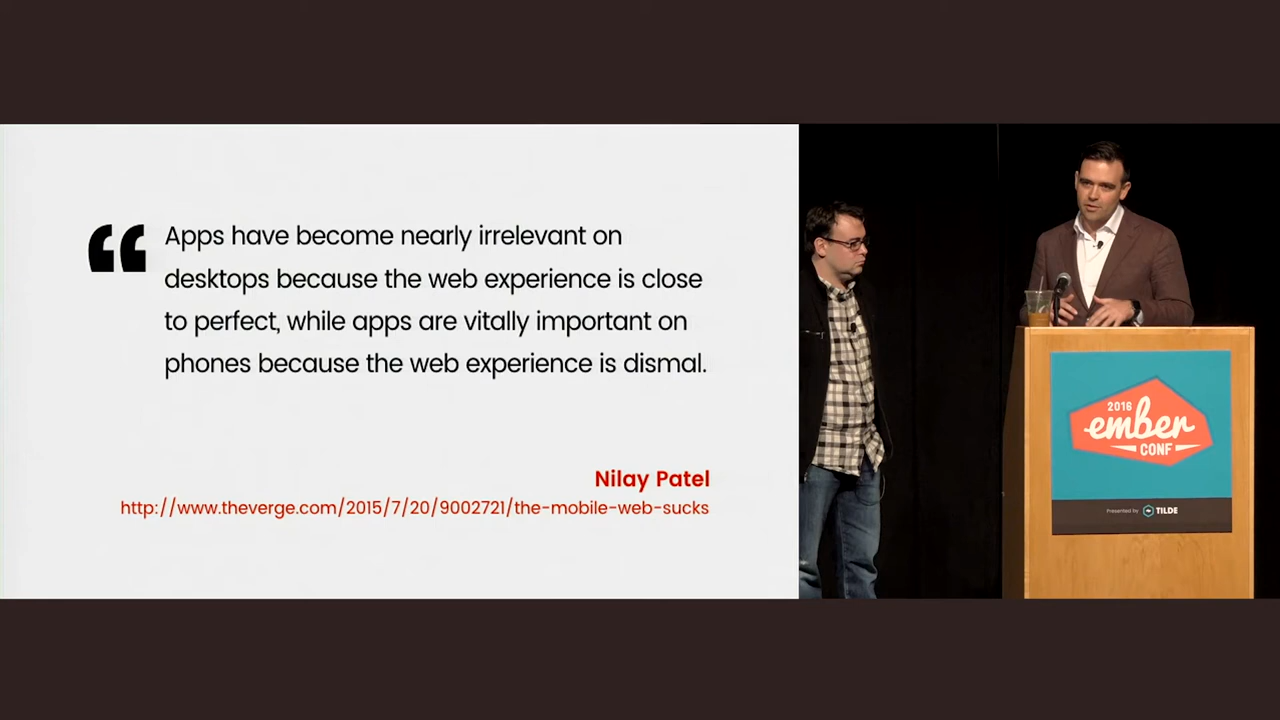 “
Apps have become nearly irrelevant on
desktops because the web experience is close
to perfect, while apps are vitally important on
phones because the web experience is dismal.
Nilay Patel
http://www.theverge.com/2015/7/20/9002721/the-mobile-web-sucks
2016
ember
CONF
Presented by TILDE